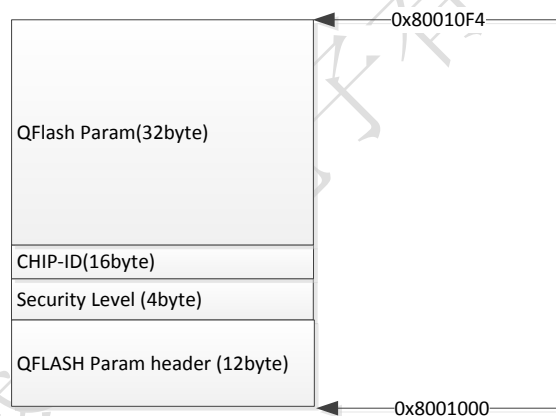 0x80010F4
QFlash Param(32byte)
CHIP-ID(16byte)
Security Level (4byte)
QFLASH Param header (12byte)
0x8001000